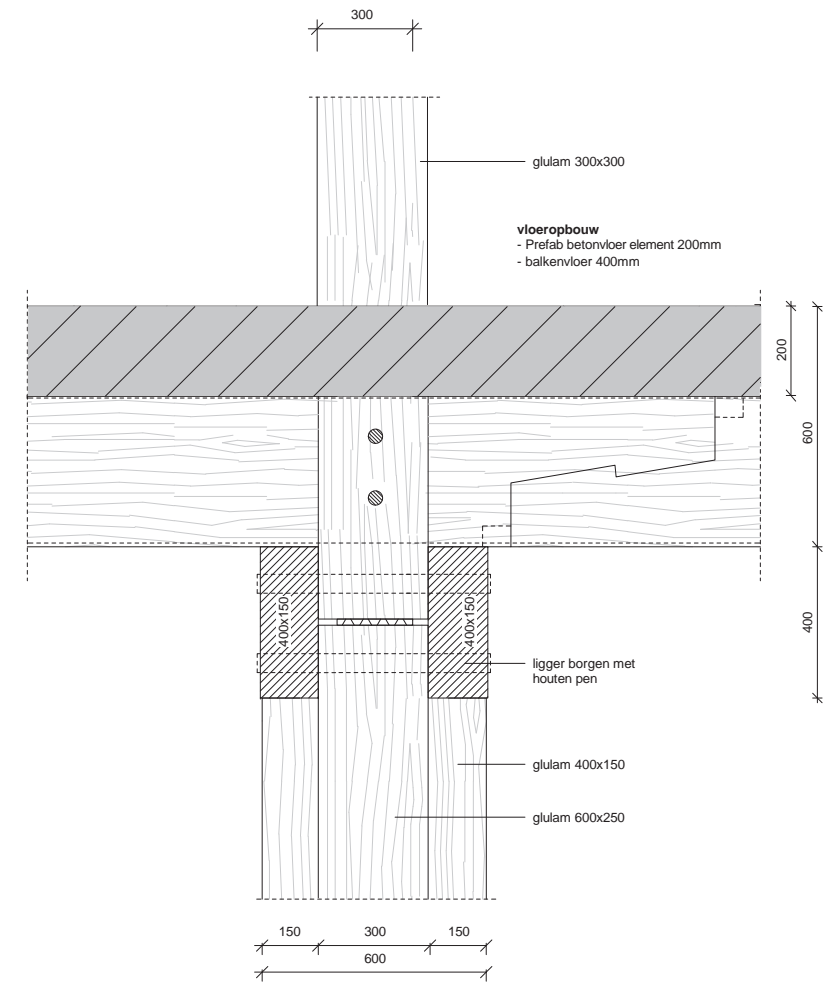 300
glulam 300x300
vloeropbouw
- Prefab betonvloer element 200mm
- balkenvloer 400mm
200
600
400x150
400x150
400
ligger borgen met
houten pen
glulam 400x150
glulam 600x250
150
300
150
600